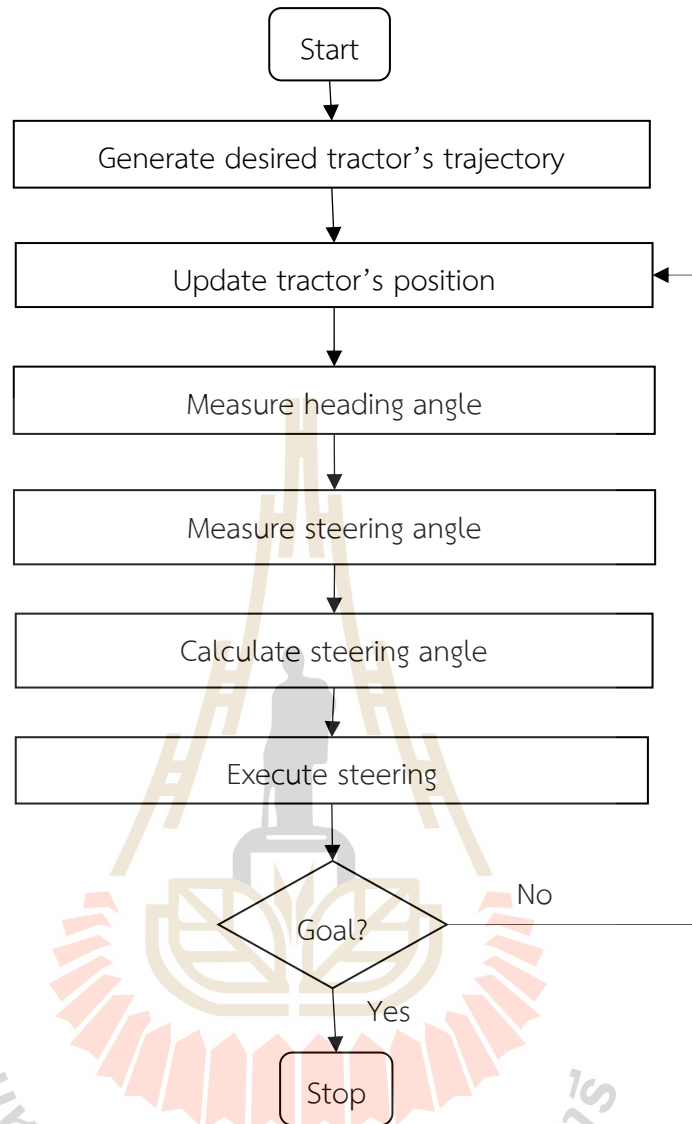 Start
Generate desired tractor’s trajectory
Update tractor’s position
Measure heading angle
Measure steering angle
Calculate steering angle
Execute steering
Goal?
No
Yes
Stop